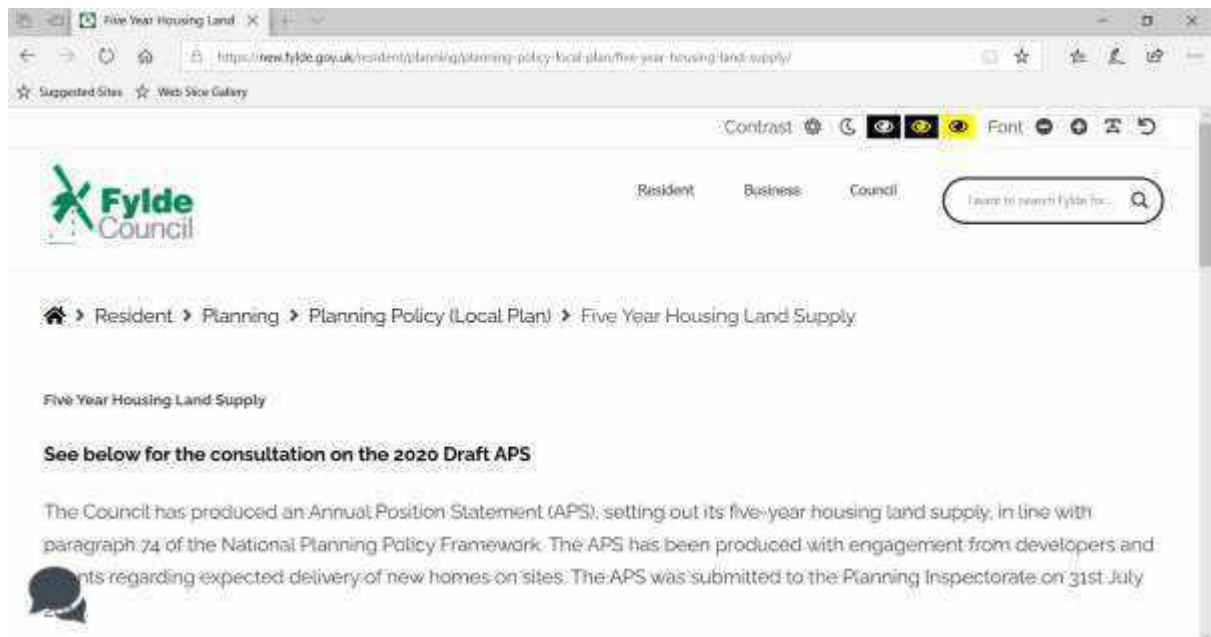 Five Year Housing Land
https://new.fylde.gov.uk/resident/planning/planning-policy-local-plan/five-year-housing-land-supply/
Suggested Sites Web Slice Gallery
Contrast Font
Fylde
Council
Resident Business Council
I want to search Fylde for...
Resident > Planning > Planning Policy (Local Plan) > Five Year Housing Land Supply
Five Year Housing Land Supply
See below for the consultation on the 2020 Draft APS
The Council has produced an Annual Position Statement (APS), setting out its five-year housing land supply, in line with
paragraph 74 of the National Planning Policy Framework. The APS has been produced with engagement from developers and
regarding expected delivery of new homes on sites. The APS was submitted to the Planning Inspectorate on 31st July